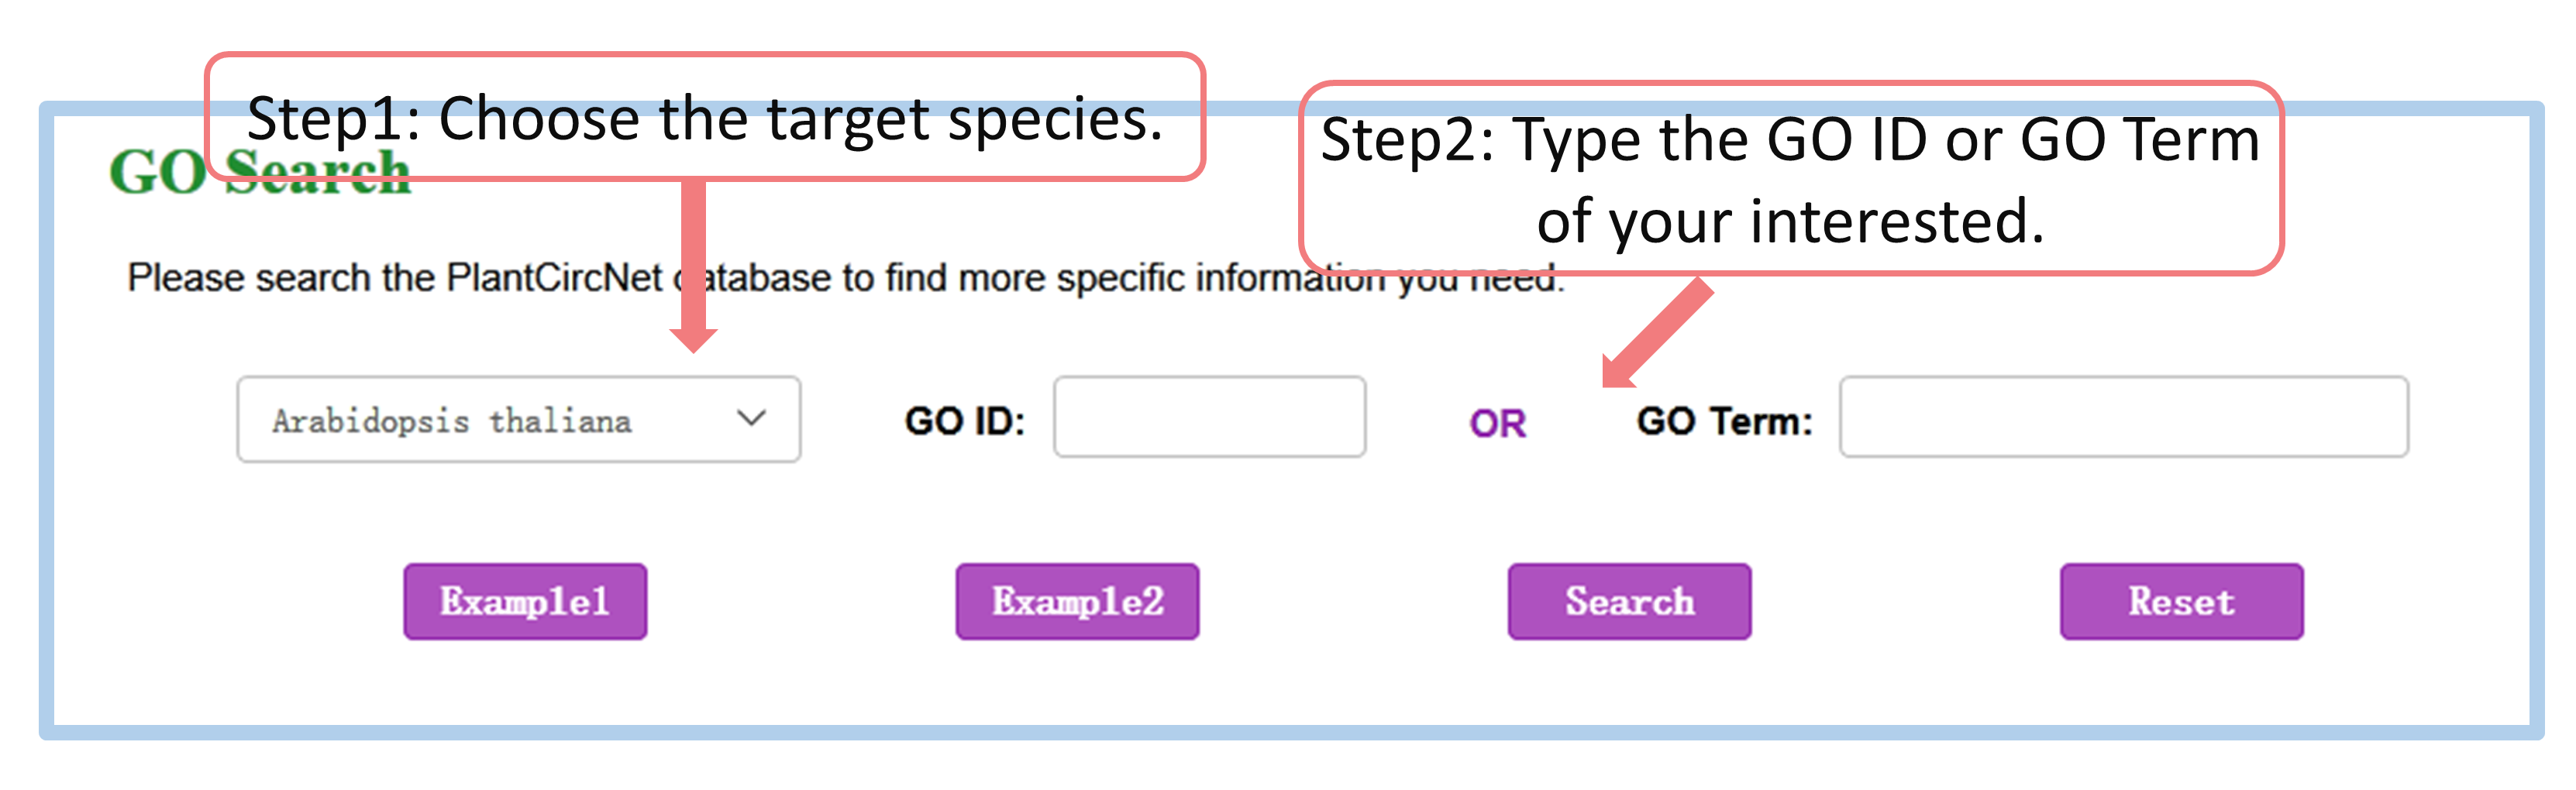 Step1: Choose the target species.
Step2: Type the GO ID or GO Term
of your interested.
GO Search
Please search the PlantCircNet database to find more specific information you need.
Arabidopsis thaliana GO ID: OR GO Term:
Example1 Example2 Search Reset